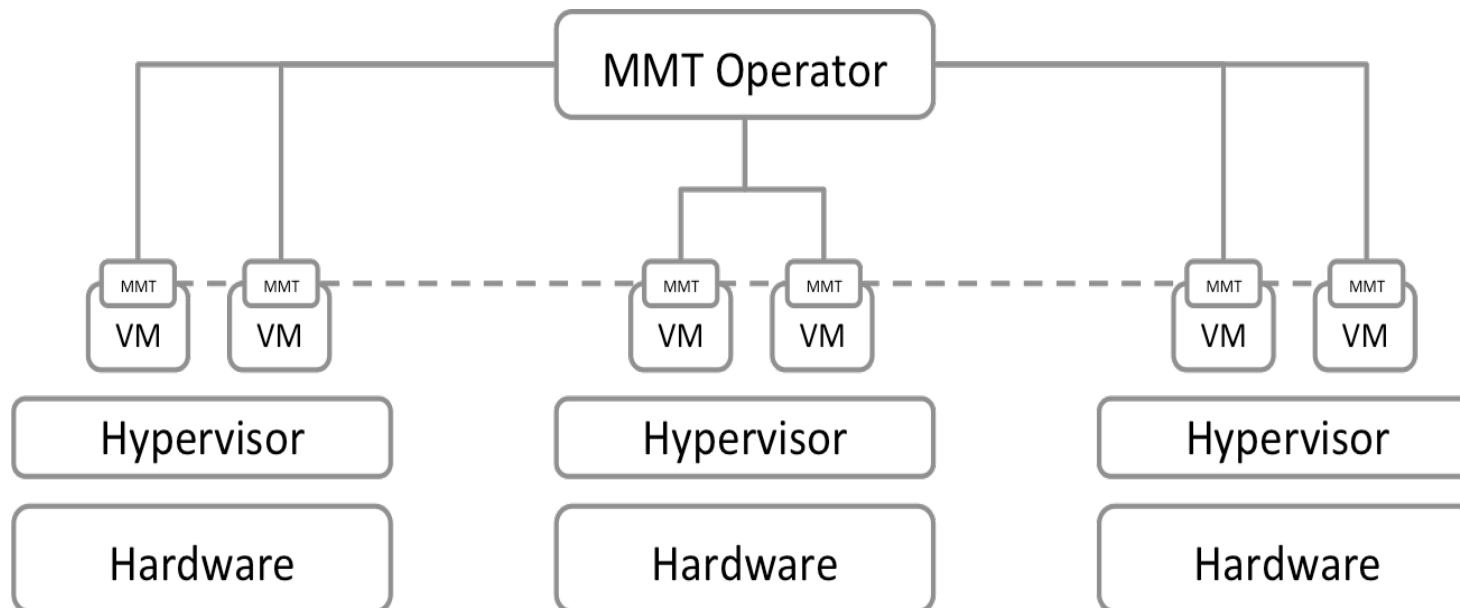 MMT Operator
MMT MMT MMT MMT MMT MMT
VM VM VM VM VM VM
Hypervisor Hypervisor Hypervisor
Hardware Hardware Hardware